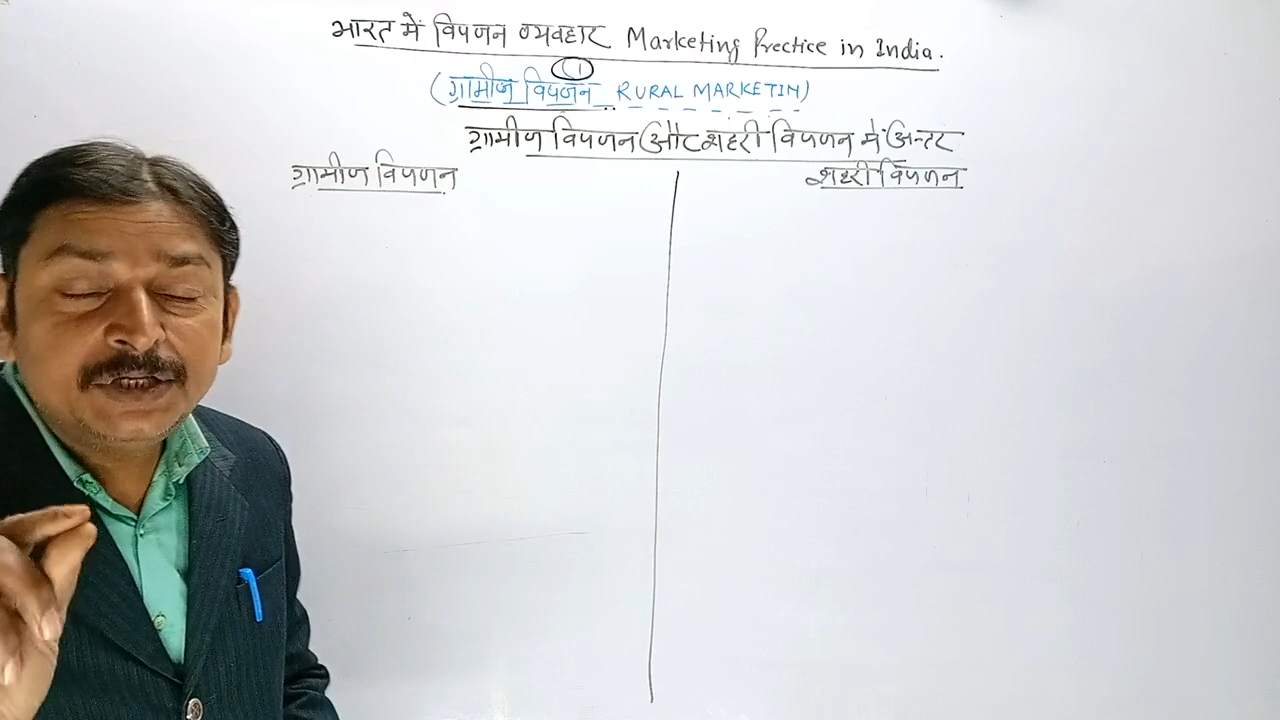 भारत में विपणन व्यवहार Marketing Prectice in India.
1
(ग्रामीण विपणन RURAL MARKETIN)
ग्रामीण विपणन और शहरी विपणन में अन्तर
ग्रामीण विपणन शहरी विपणन